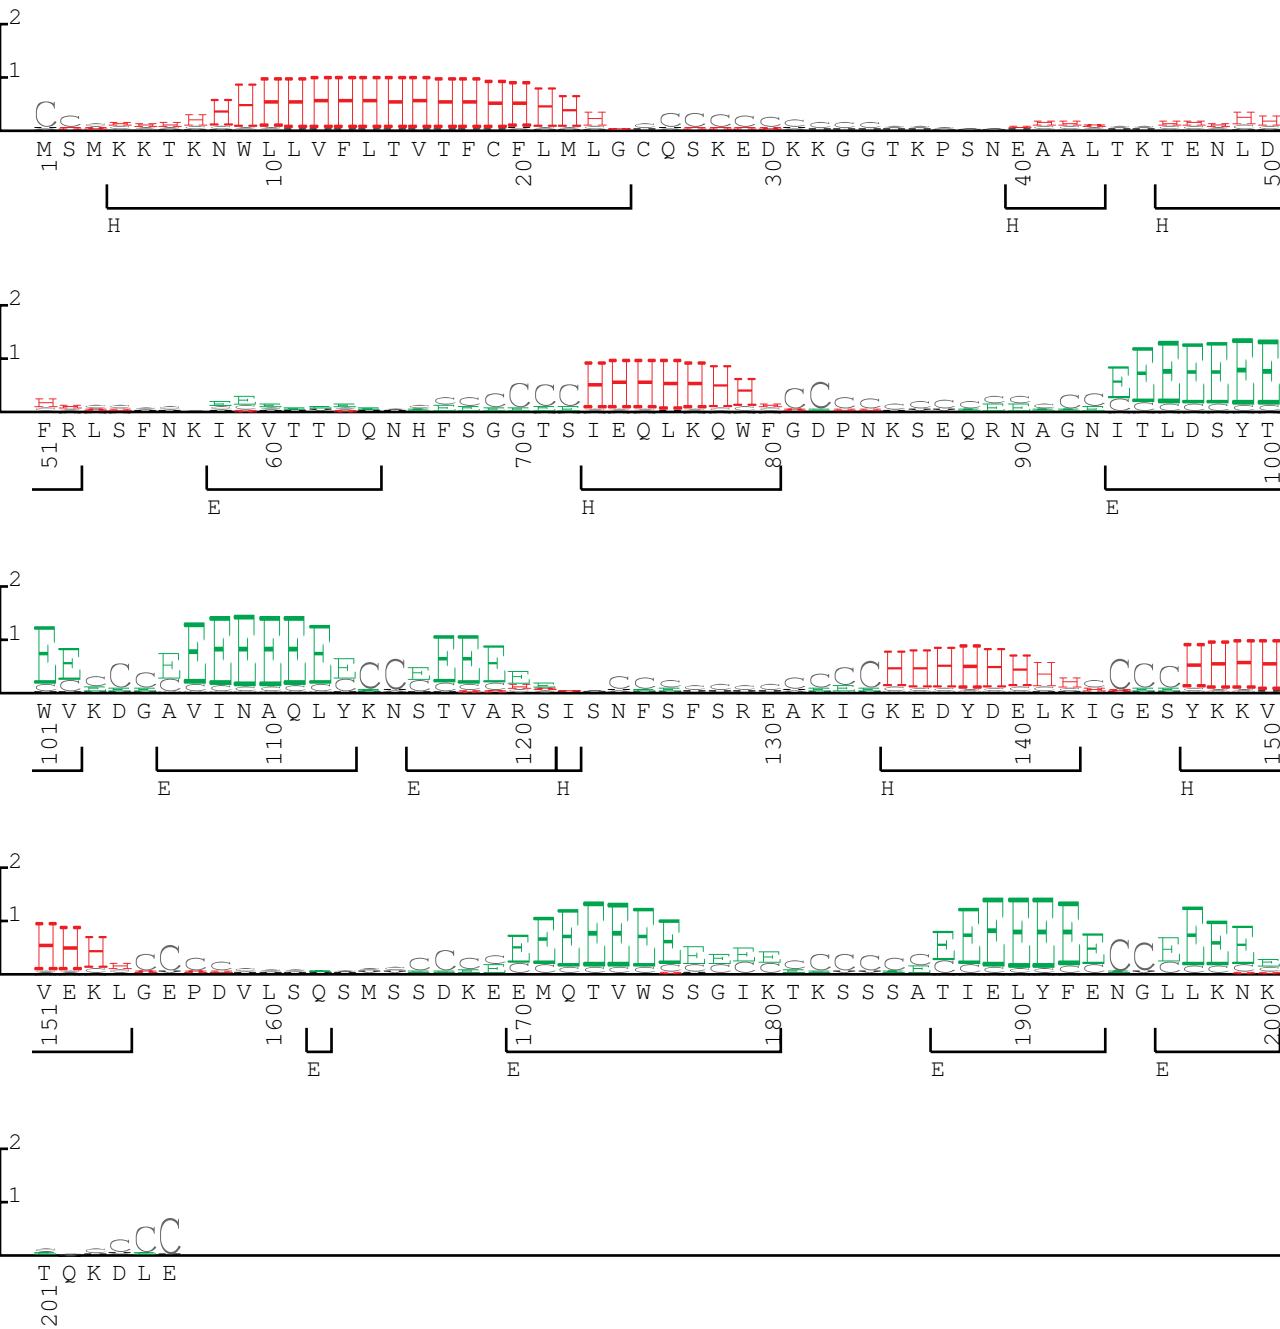 2
1
M S M K K T K N W L L V F L T V T F C F L M L G C Q S K E D K K G G T K P S N E A A L T K T E N L D
1 10 20 30 40 50
H H H
2
1
F R L S F N K I K V T T D Q N H F S G G T S I E Q L K Q W F G D P N K S E Q R N A G N I T L D S Y T
51 60 70 80 90 100
E H E
2
1
W V K D G A V I N A Q L Y K N S T V A R S I S N F S F S R E A K I G K E D Y D E L K I G E S Y K K V
101 110 120 130 140 150
E E H H H
2
1
V E K L G E P D V L S Q S M S S D K E E M Q T V W S S G I K T K S S S A T I E L Y F E N G L L K N K
151 160 170 180 190 200
E E E E
2
1
T Q K D L E
201